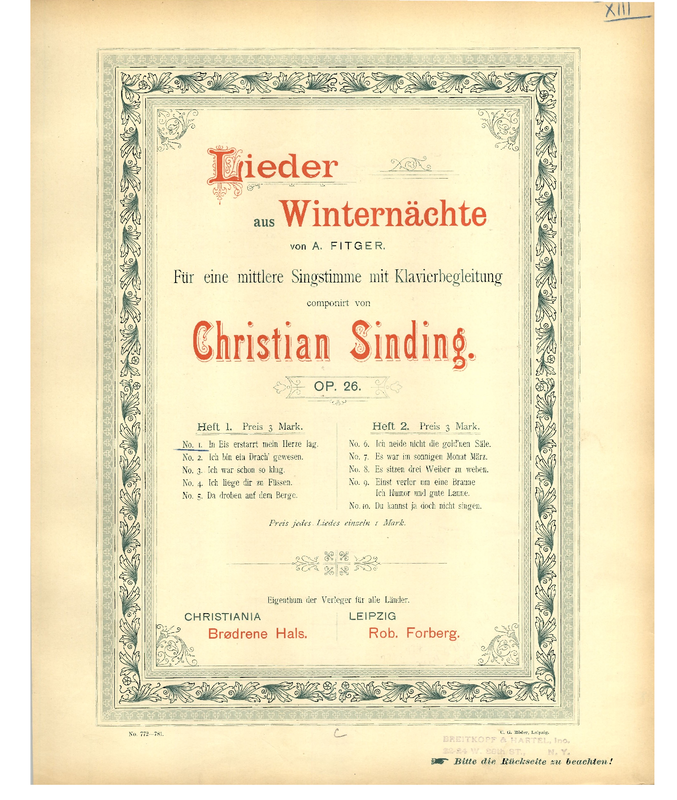 XIII
Lieder
aus Winternächte
von A. FITGER.
Für eine mittlere Singstimme mit Klavierbegleitung
componirt von
Christian Sinding.
OP. 26.
Heft 1. Preis 3 Mark.
No. 1. In Eis erstarrt mein Herze lag.
No. 2. Ich bin ein Drach' gewesen.
No. 3. Ich war schon so klug.
No. 4. Ich liege dir zu Füssen.
No. 5. Da droben auf dem Berge.
Heft 2. Preis 3 Mark.
No. 6. Ich neide nicht die gold'nen Säle.
No. 7. Es war im sonnigen Monat März.
No. 8. Es sitzen drei Weiber zu weben.
No. 9. Einst verlor um eine Braune
Ich Humor und gute Laune.
No. 10. Du kannst ja doch nicht singen.
Preis jedes Liedes einzeln 1 Mark.
Eigenthum der Verleger für alle Länder.
CHRISTIANIA
Brødrene Hals.
LEIPZIG
Rob. Forberg.
No. 772—781.
C
C. G. Röder, Leipzig.
BREITKOPF & HARTEL, Inc.
N. Y.
Bitte die Rückseite zu beachten!